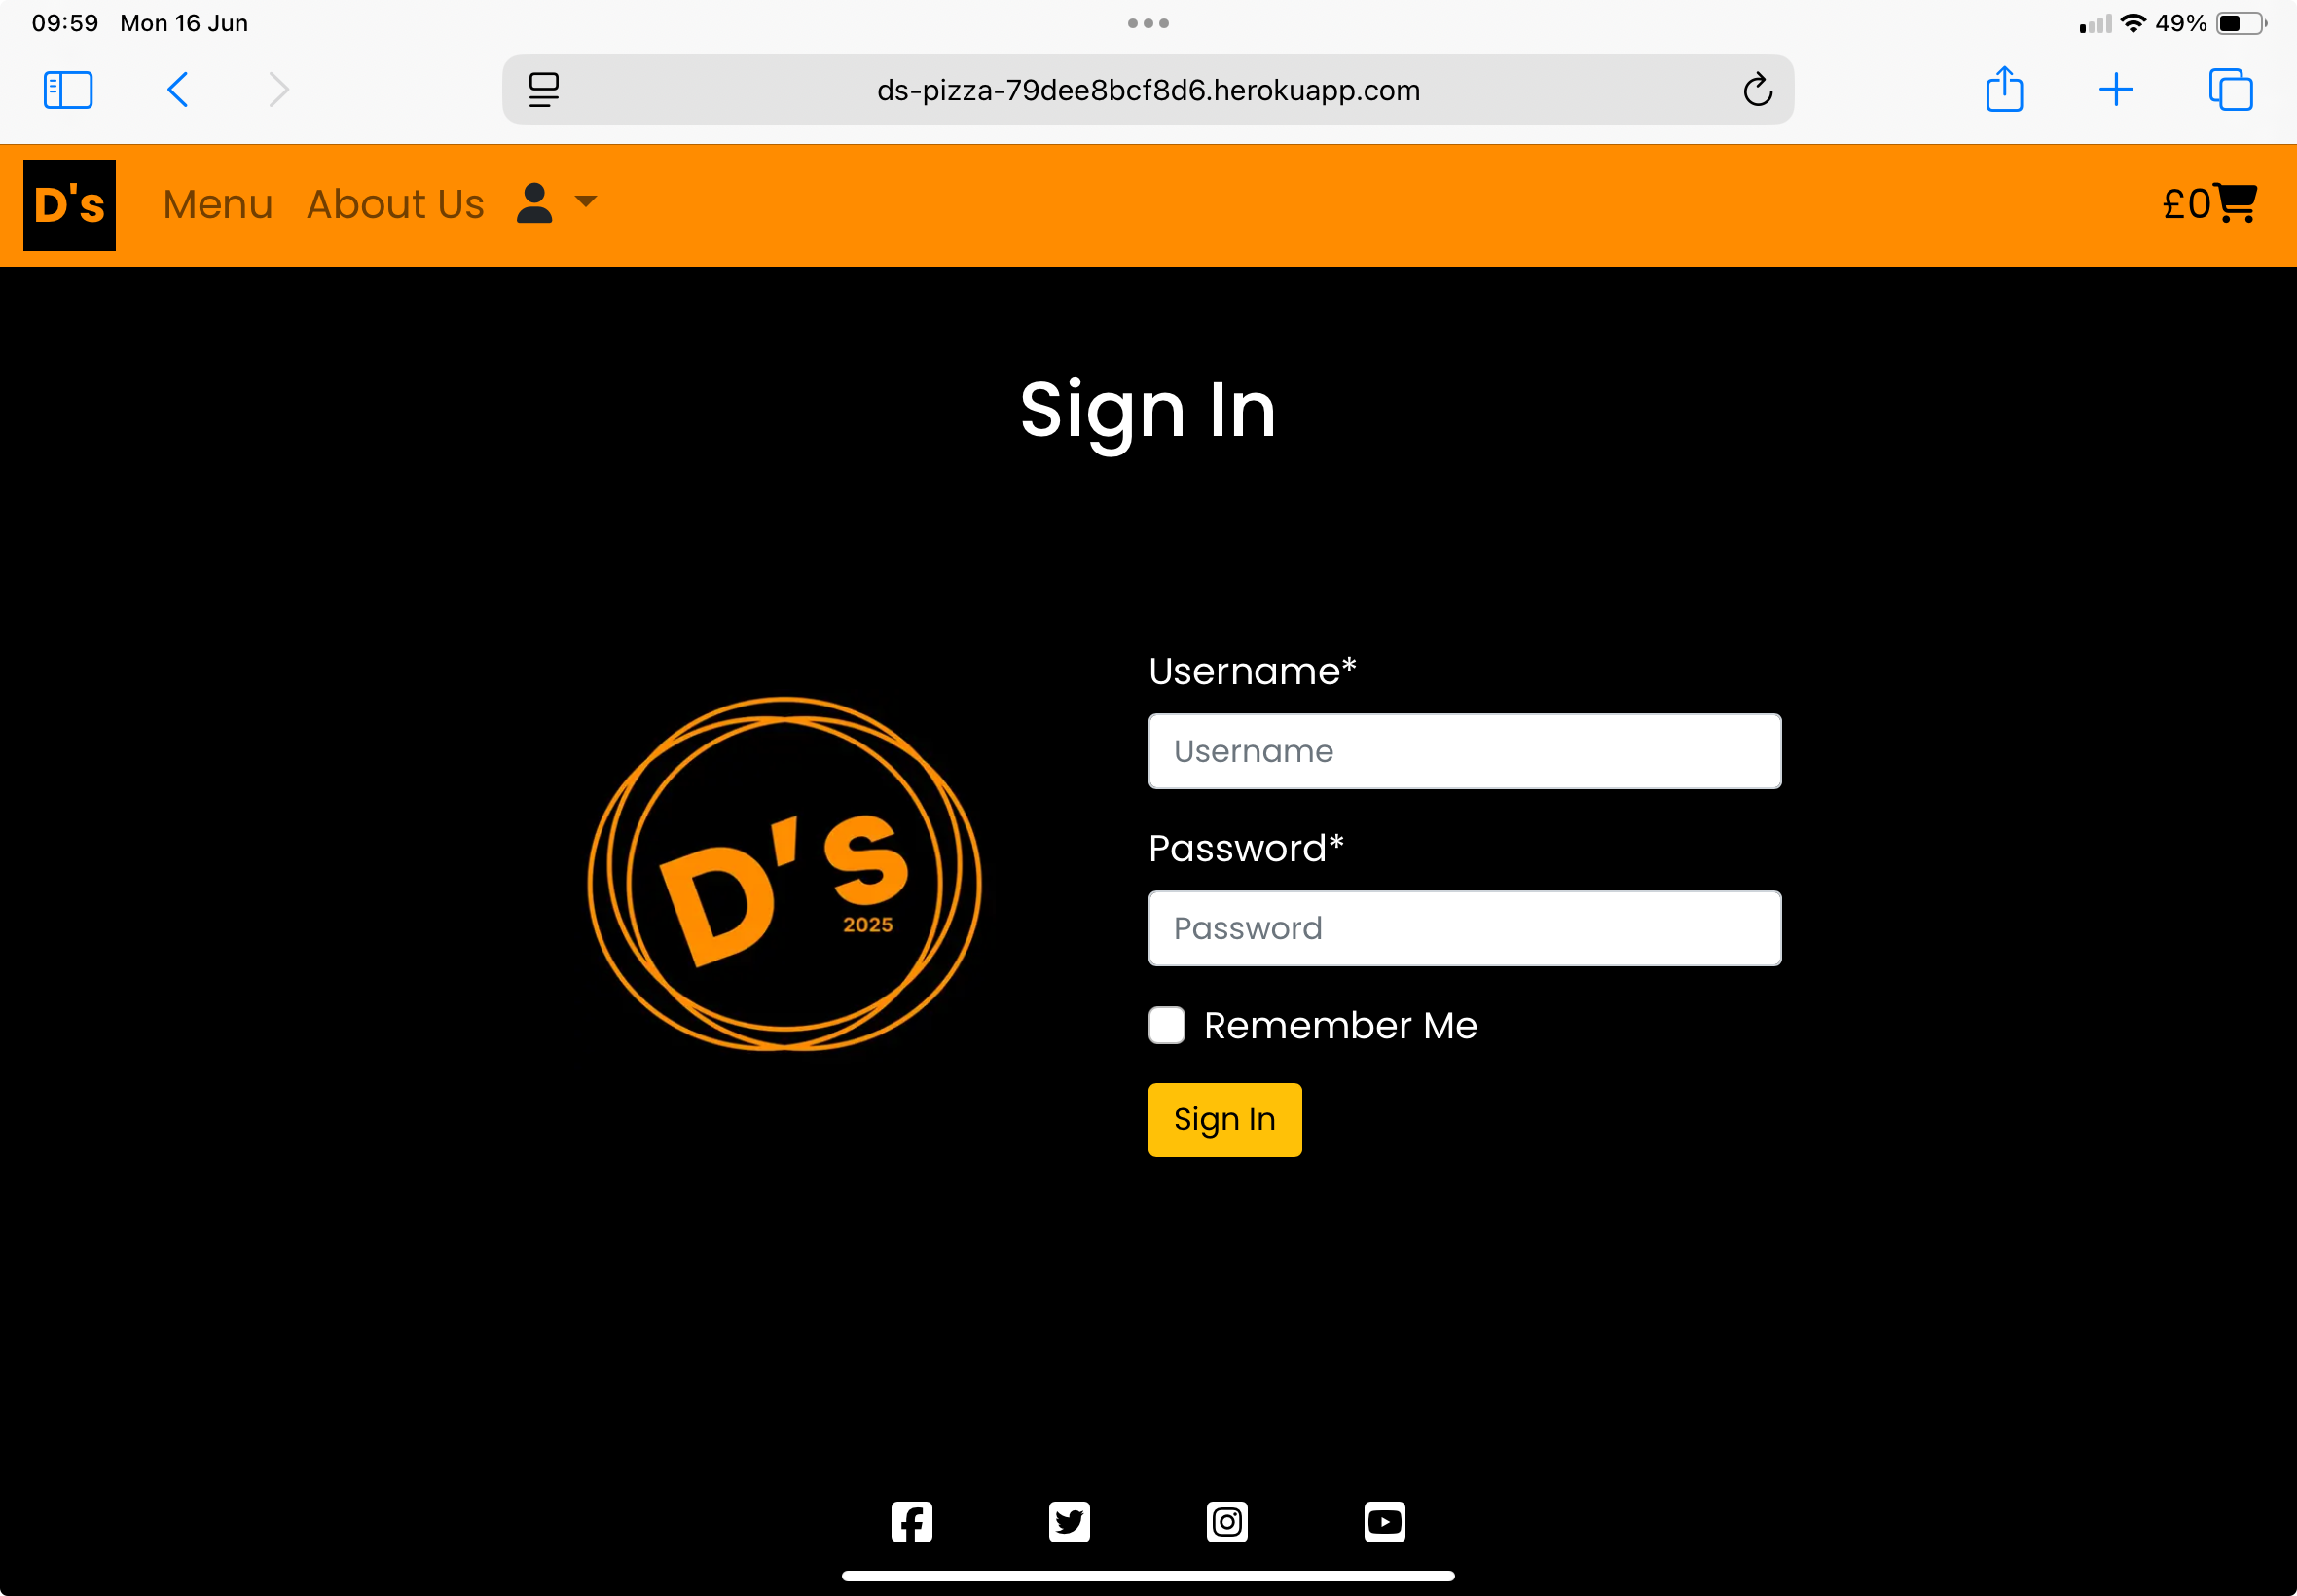 09:59 Mon 16 Jun
49%
ds-pizza-79dee8bcf8d6.herokuapp.com
D's
Menu
About Us
£0
Sign In
D's
2025
Username*
Username
Password*
Password
Remember Me
Sign In